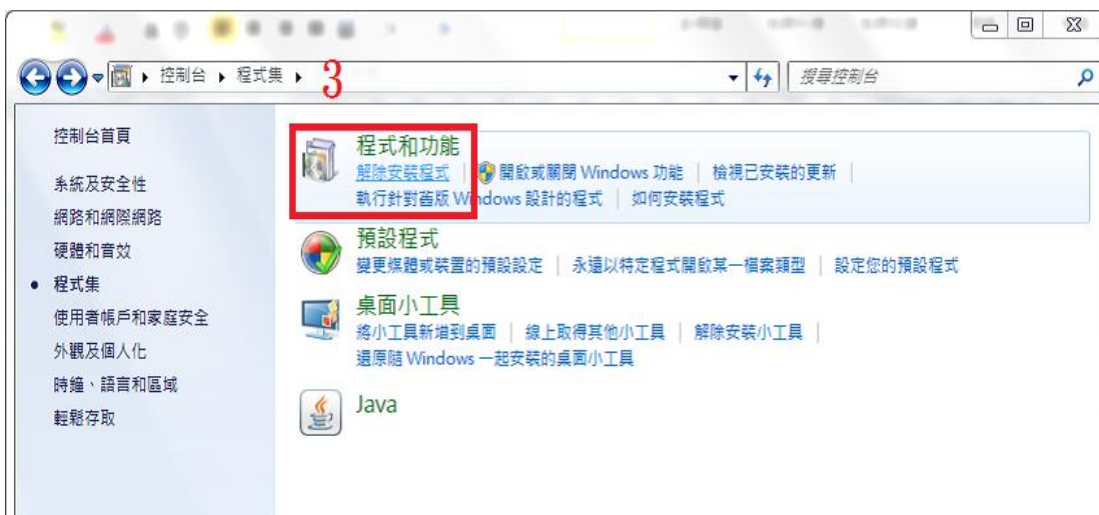 控制台 ▸ 程式集 ▸
3
搜尋控制台
控制台首頁
系統及安全性
網路和網際網路
硬體和音效
程式集
使用者帳戶和家庭安全
外觀及個人化
時鐘、語言和區域
輕鬆存取
程式和功能
解除安裝程式 | 開啟或關閉 Windows 功能 | 檢視已安裝的更新 |
執行針對舊版 Windows 設計的程式 | 如何安裝程式
預設程式
變更媒體或裝置的預設設定 | 永遠以特定程式開啟某一檔案類型 | 設定您的預設程式
桌面小工具
將小工具新增到桌面 | 線上取得其他小工具 | 解除安裝小工具 |
還原隨 Windows 一起安裝的桌面小工具
Java